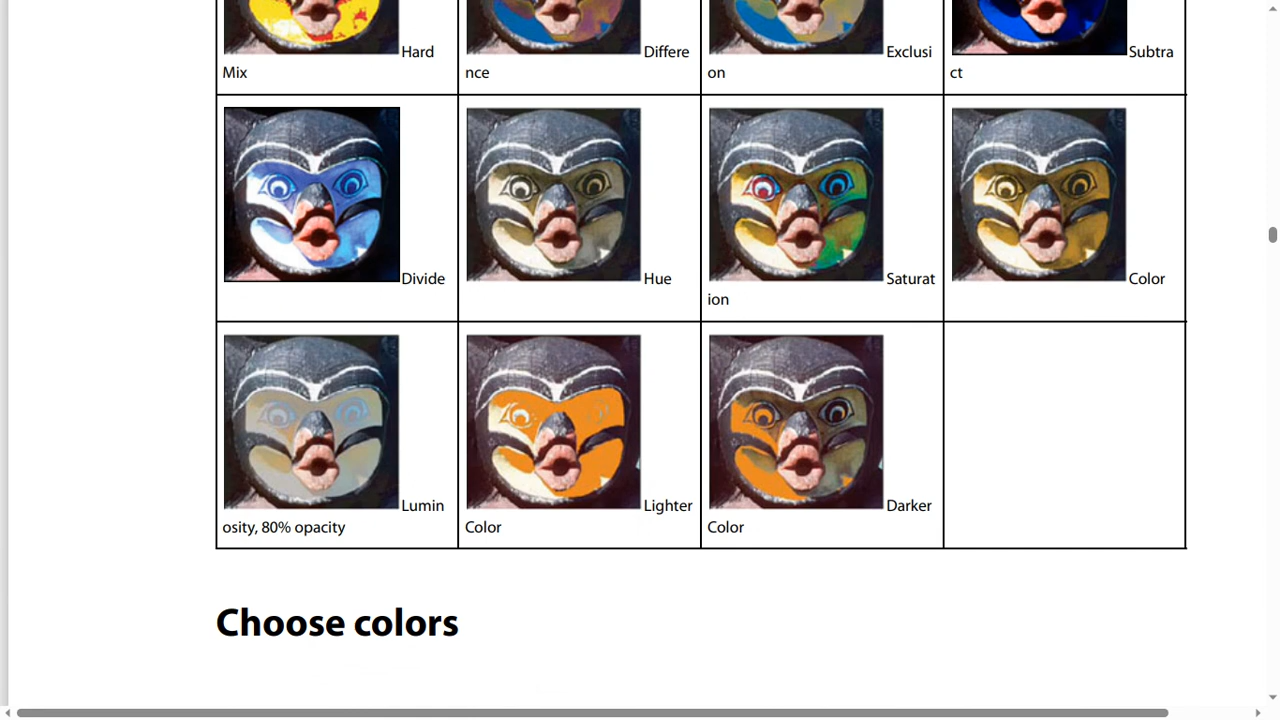 Hard
Mix
Differe
nce
Exclusi
on
Subtra
ct
Divide
Hue
Saturat
ion
Color
Lumin
osity, 80% opacity
Lighter
Color
Darker
Color
Choose colors